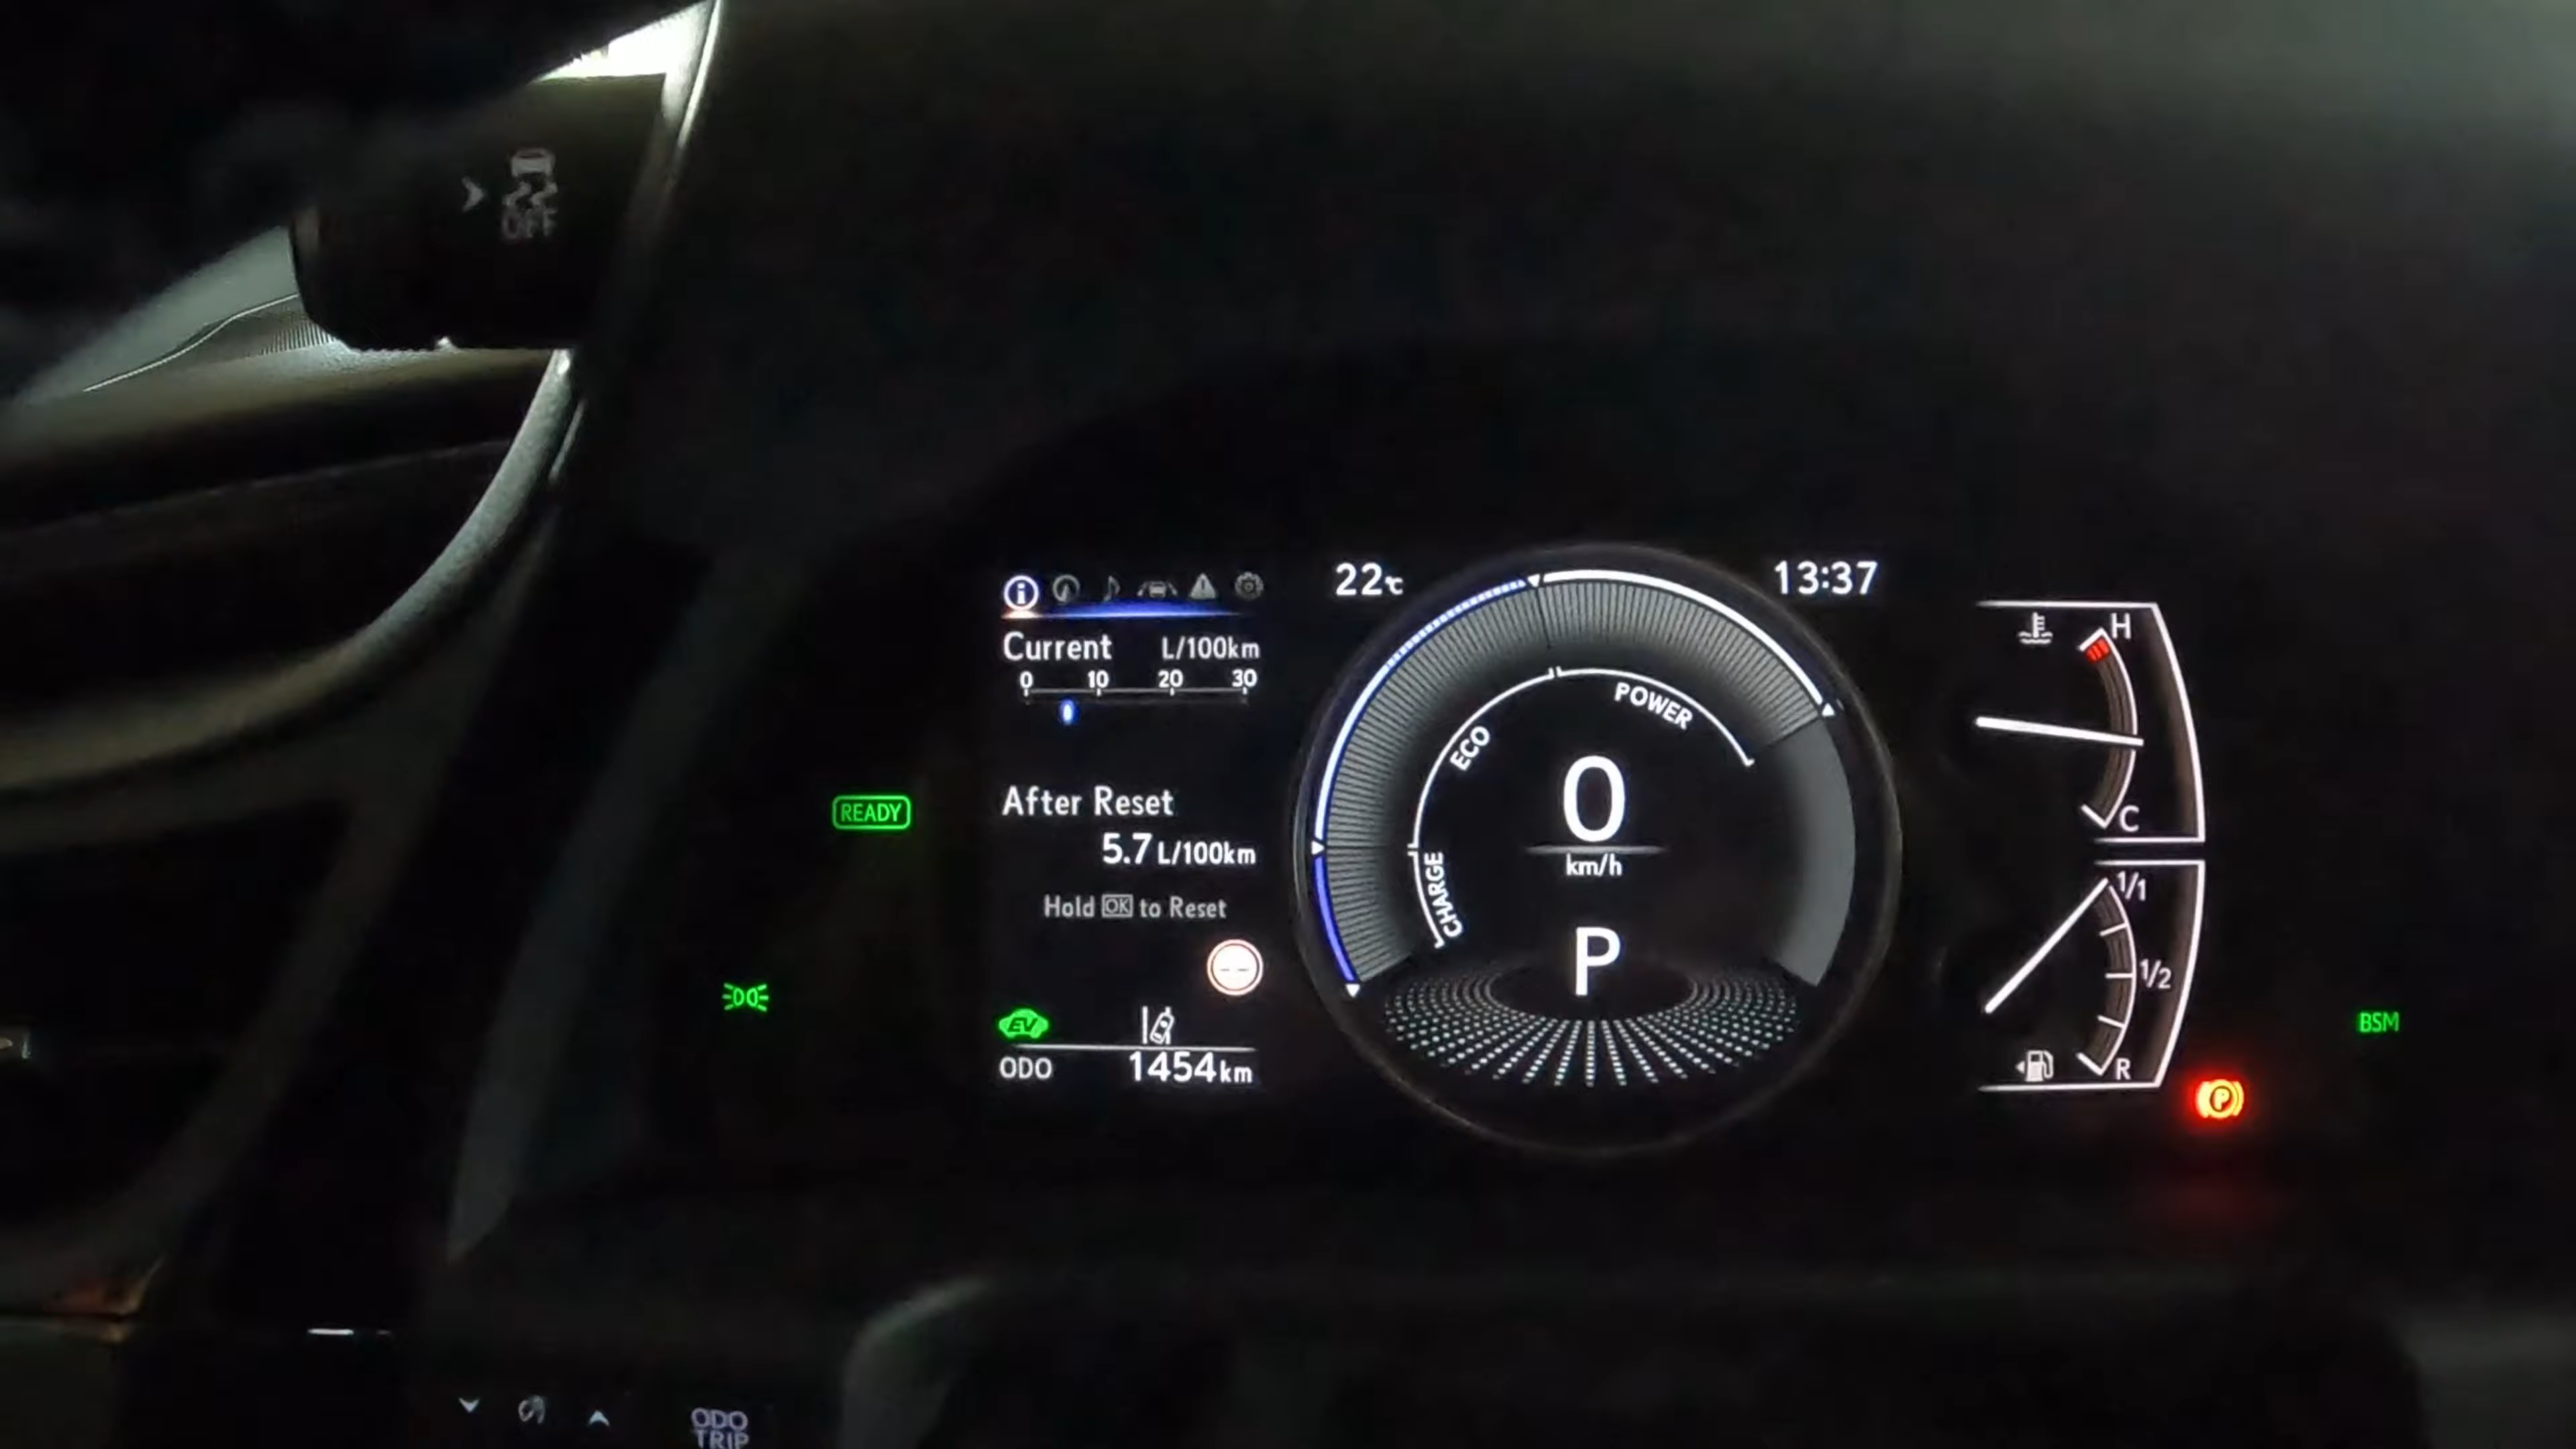 OFF
22℃
13:37
Current L/100km
0 10 20 30
After Reset
5.7 L/100km
Hold OK to Reset
EV
ODO 1454 km
READY
CHARGE
ECO
POWER
0
km/h
P
H
C
1/1
1/2
R
P
BSM
ODO
TRIP